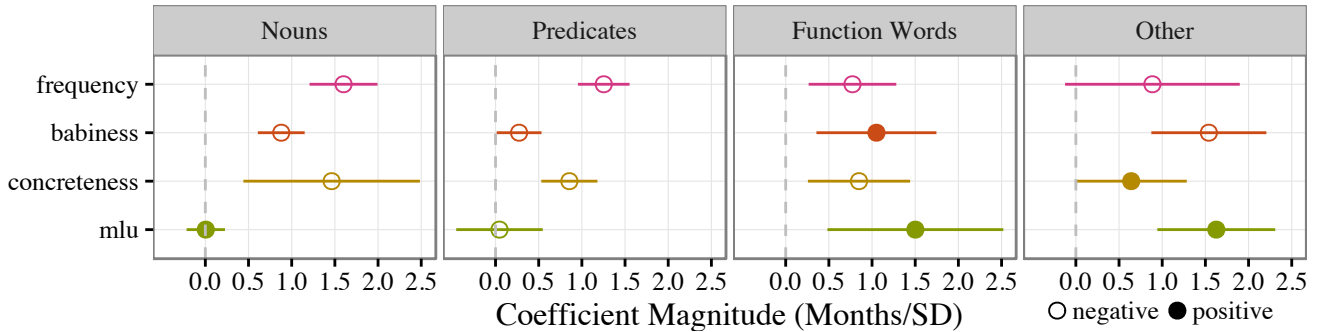 Nouns Predicates Function Words Other
frequency
babiness
concreteness
mlu
0.0 0.5 1.0 1.5 2.0 2.5 0.0 0.5 1.0 1.5 2.0 2.5 0.0 0.5 1.0 1.5 2.0 2.5 0.0 0.5 1.0 1.5 2.0 2.5
Coefficient Magnitude (Months/SD)
negative positive